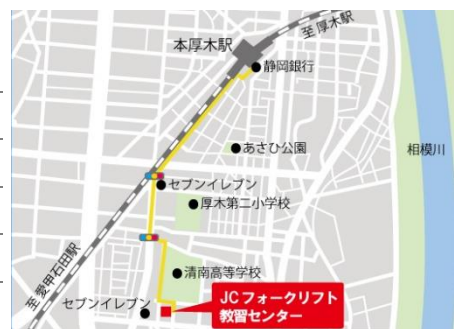 至 厚木駅
本厚木駅
静岡銀行
あさひ公園
相模川
セブンイレブン
厚木第二小学校
至 愛甲石田駅
清南高等学校
セブンイレブン
JCフォークリフト
教習センター